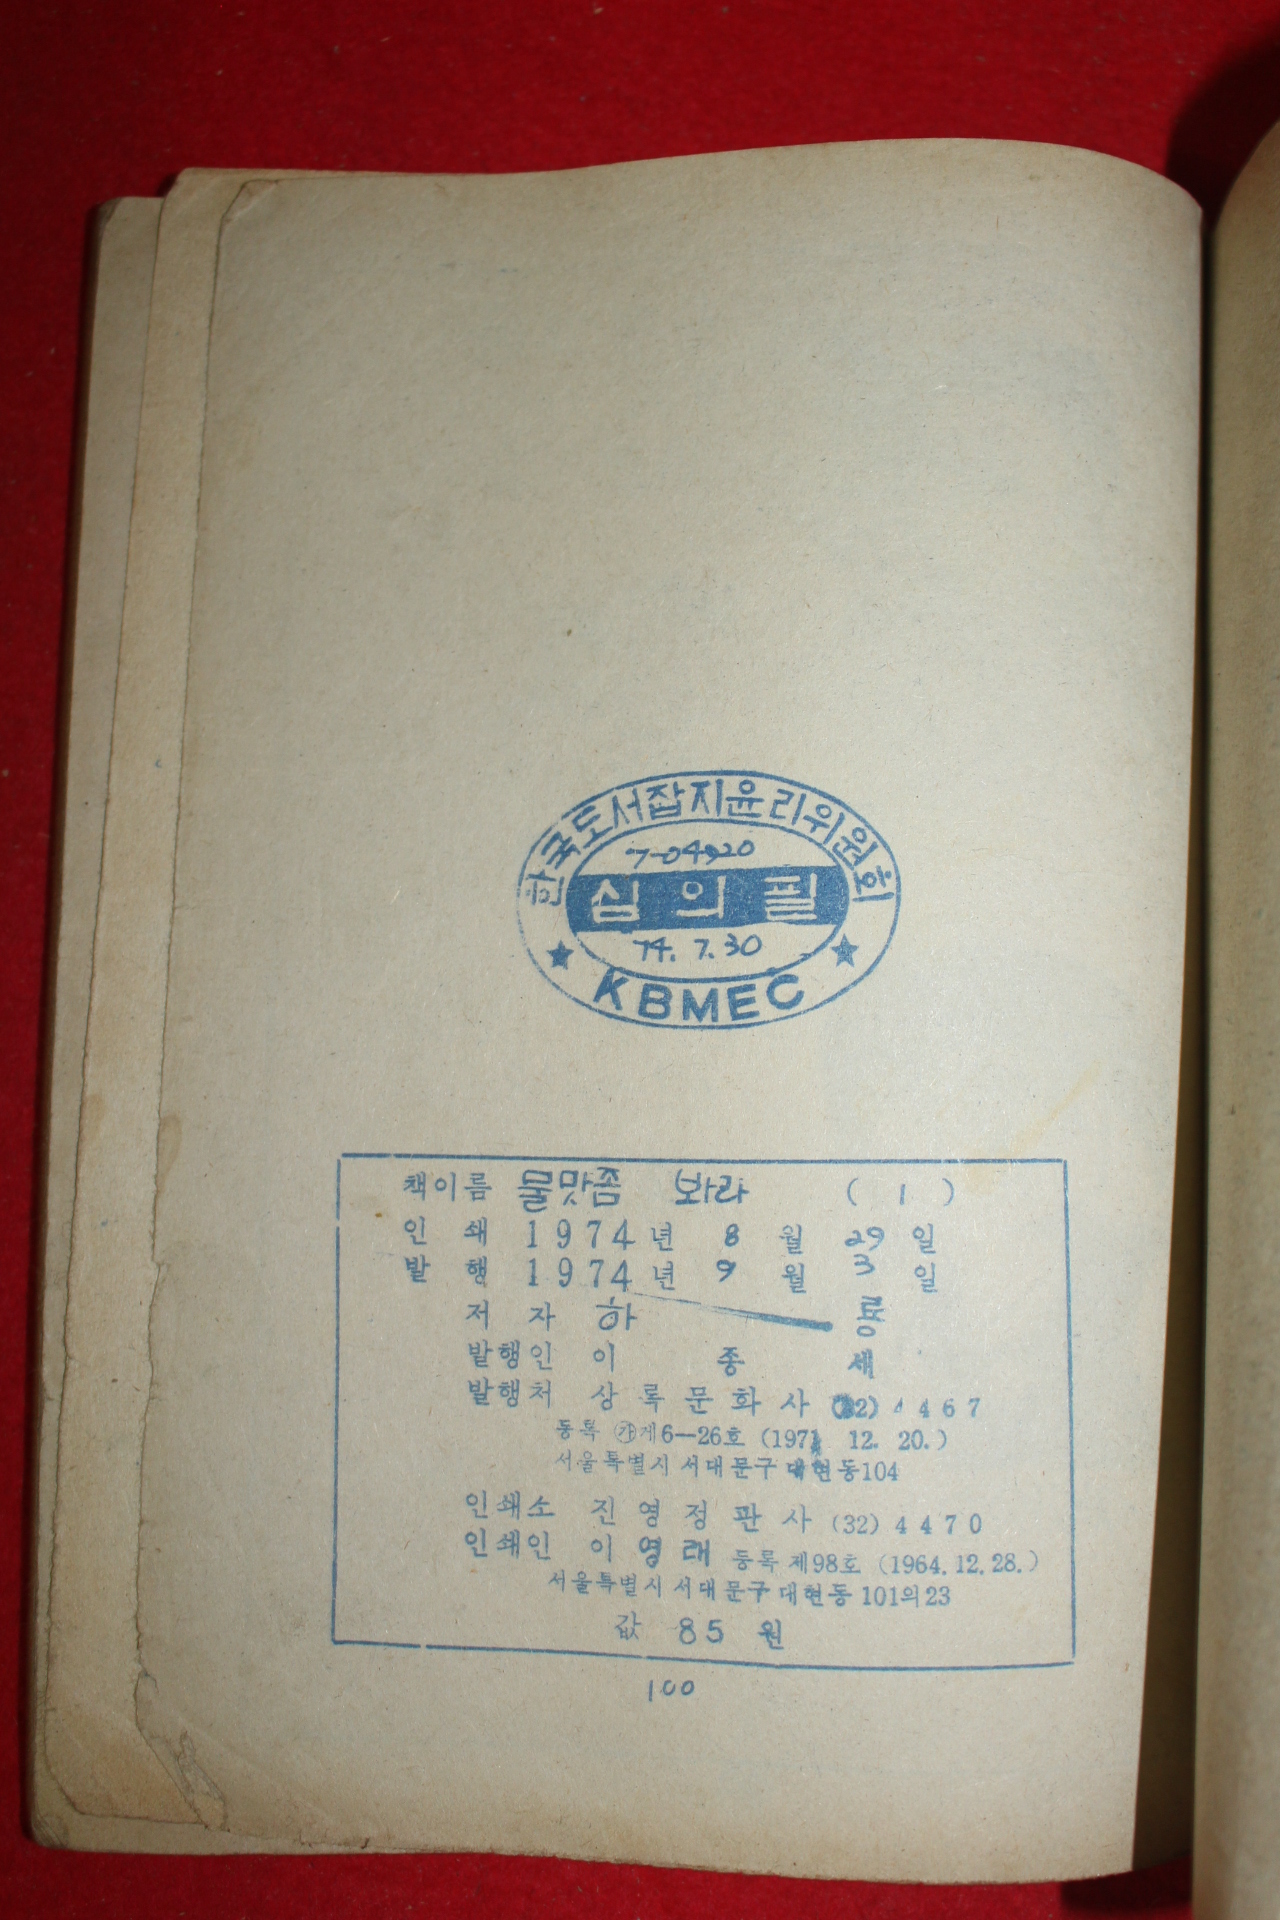 한국도서잡지윤리위원회
7-04920
심의필
74. 7. 30
KBMEC
책이름 물맛좀 봐라 ( 1 )
인 쇄 1974년 8 월 29 일
발 행 1974년 9 월 3 일
저 자 하 룡
발행인 이 종 세
발행처 상 록 문 화 사 (32) 4467
등록 ㉮제6—26호 (1971. 12. 20.)
서울특별시 서대문구 대현동104
인쇄소 진 영 정 판 사 (32) 4470
인쇄인 이 영 래 등록 제98호 (1964. 12. 28.)
서울특별시 서대문구 대현동 101의23
값 85 원
100